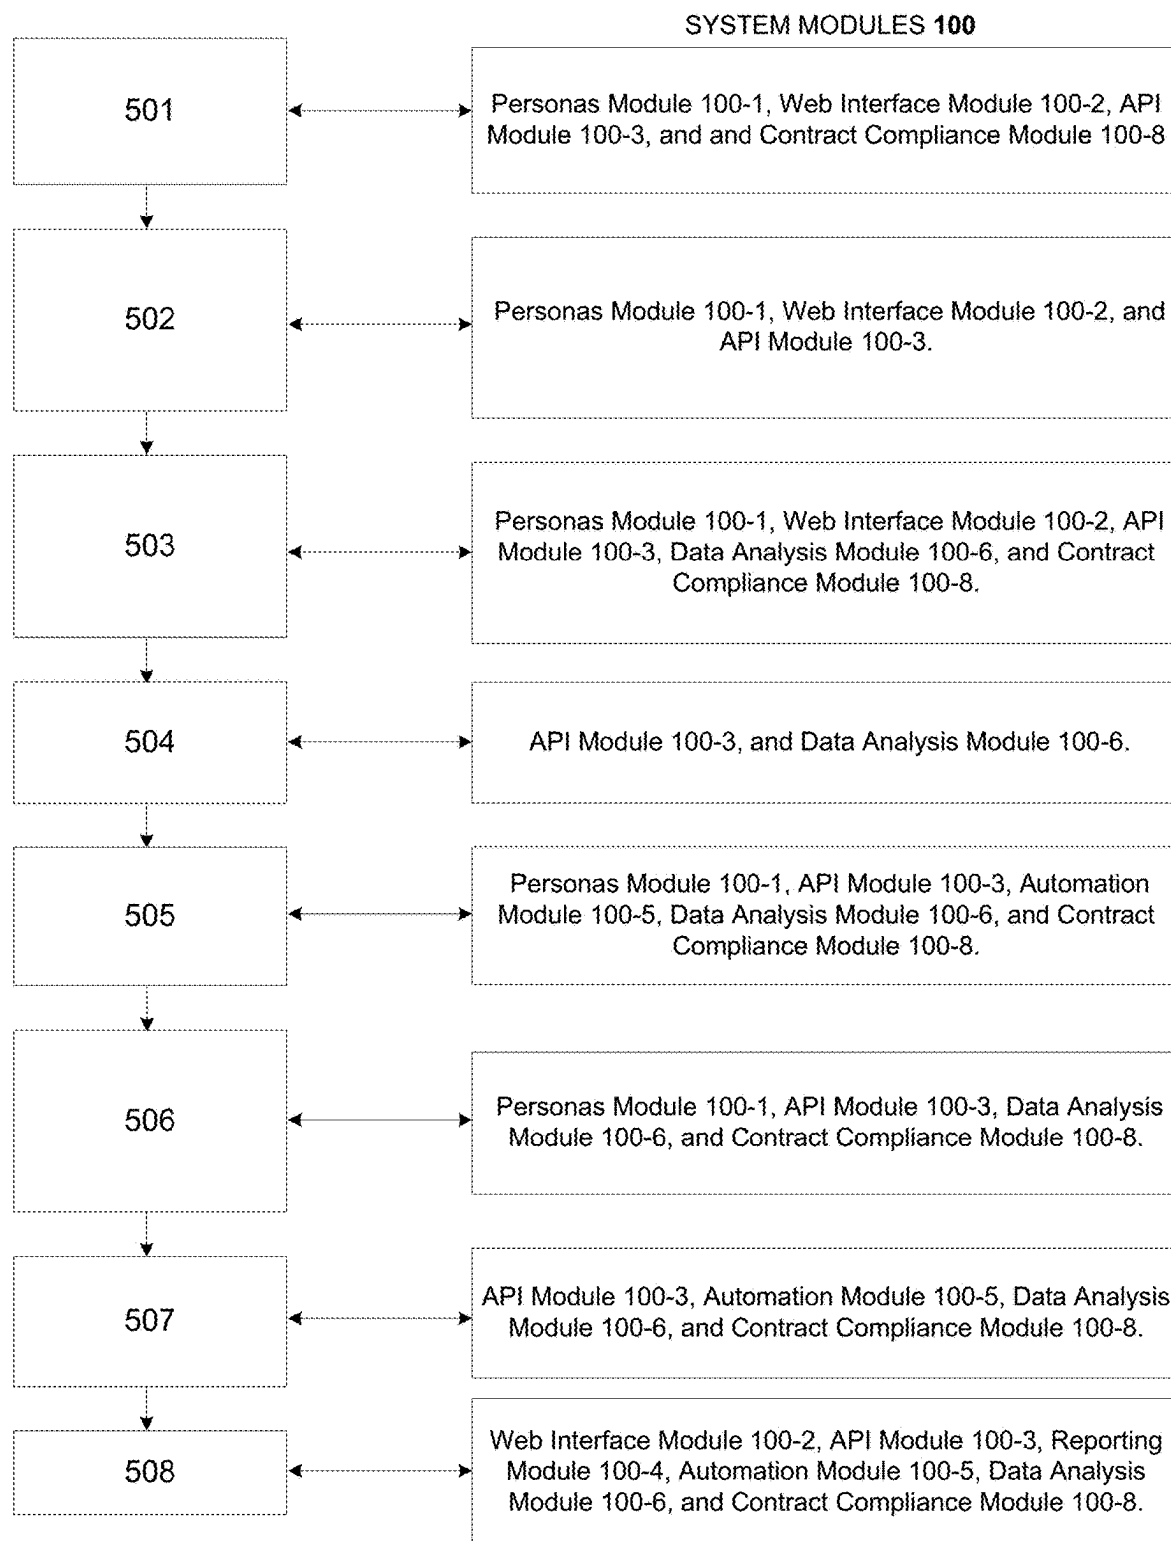 SYSTEM MODULES 100
501
Personas Module 100-1, Web Interface Module 100-2, API
Module 100-3, and and Contract Compliance Module 100-8
502
Personas Module 100-1, Web Interface Module 100-2, and
API Module 100-3.
503
Personas Module 100-1, Web Interface Module 100-2, API
Module 100-3, Data Analysis Module 100-6, and Contract
Compliance Module 100-8.
504
API Module 100-3, and Data Analysis Module 100-6.
505
Personas Module 100-1, API Module 100-3, Automation
Module 100-5, Data Analysis Module 100-6, and Contract
Compliance Module 100-8.
506
Personas Module 100-1, API Module 100-3, Data Analysis
Module 100-6, and Contract Compliance Module 100-8.
507
API Module 100-3, Automation Module 100-5, Data Analysis
Module 100-6, and Contract Compliance Module 100-8.
508
Web Interface Module 100-2, API Module 100-3, Reporting
Module 100-4, Automation Module 100-5, Data Analysis
Module 100-6, and Contract Compliance Module 100-8.